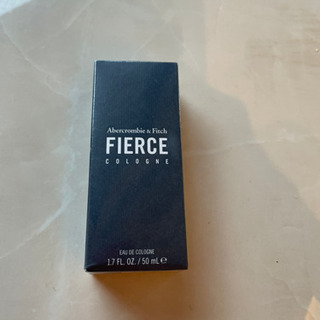 Abercrombie & Fitch
FIERCE
COLOGNE
EAU DE COLOGNE
1.7 FL. OZ. / 50 mL ℮